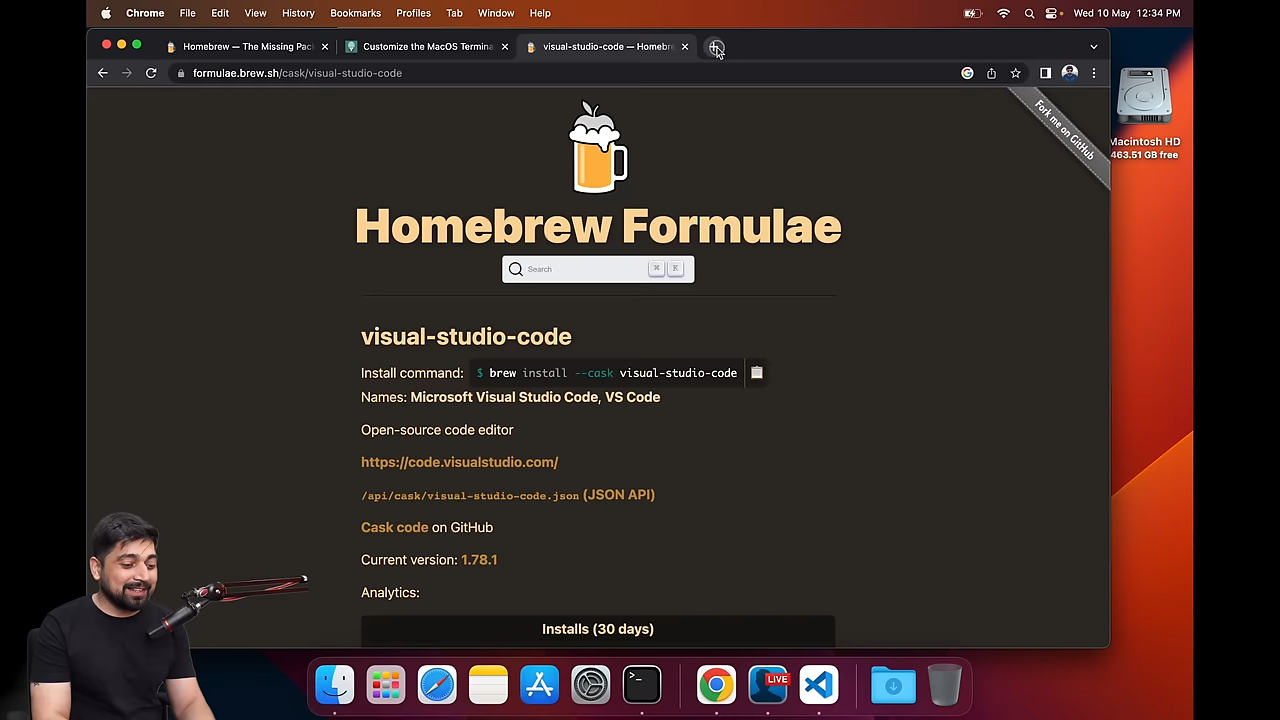 Chrome File Edit View History Bookmarks Profiles Tab Window Help Wed 10 May 12:34 PM
Homebrew — The Missing Pac Customize the MacOS Termina visual-studio-code — Homebr
formulae.brew.sh/cask/visual-studio-code
Fork me on GitHub
Macintosh HD
463.51 GB free
Homebrew Formulae
Search ⌘ K
visual-studio-code
Install command: $ brew install --cask visual-studio-code
Names: Microsoft Visual Studio Code, VS Code
Open-source code editor
https://code.visualstudio.com/
/api/cask/visual-studio-code.json (JSON API)
Cask code on GitHub
Current version: 1.78.1
Analytics:
Installs (30 days)
LIVE